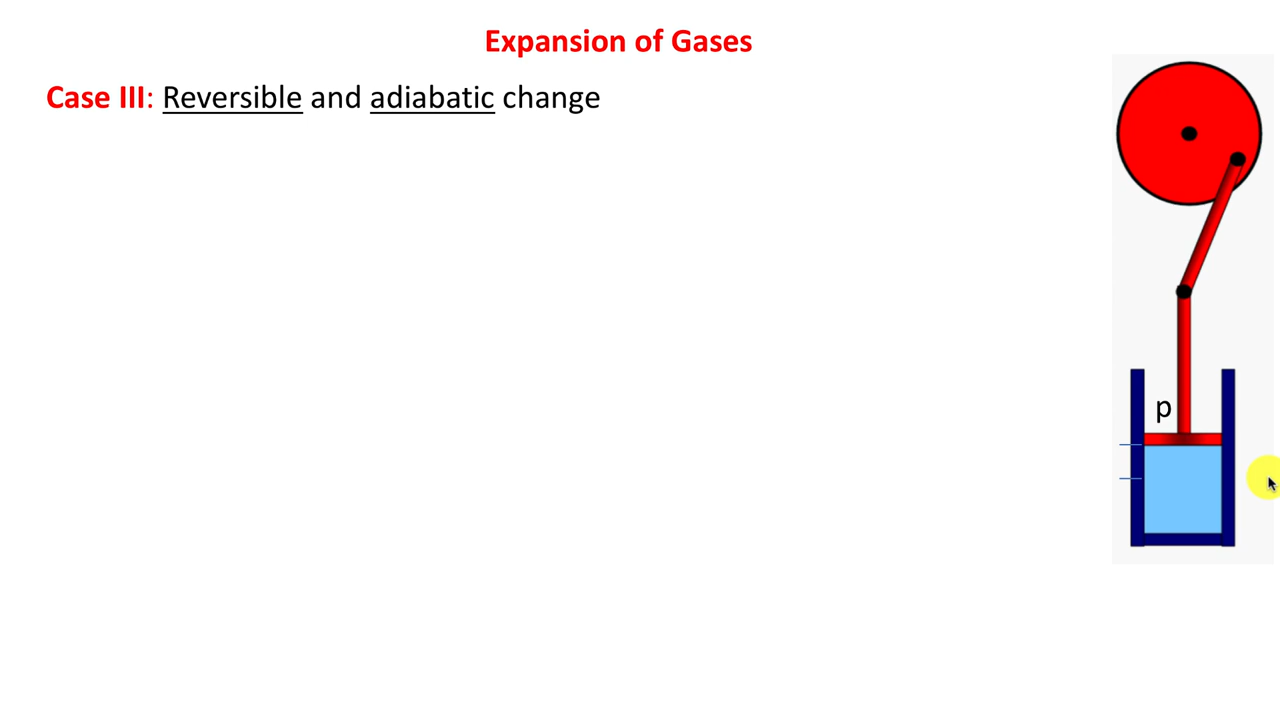 Expansion of Gases
Case III: Reversible and adiabatic change
p